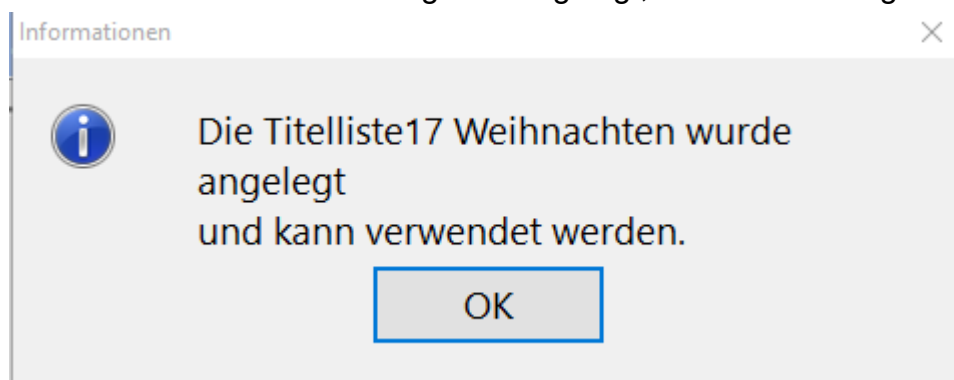 Informationen
Die Titelliste17 Weihnachten wurde
angelegt
und kann verwendet werden.
OK